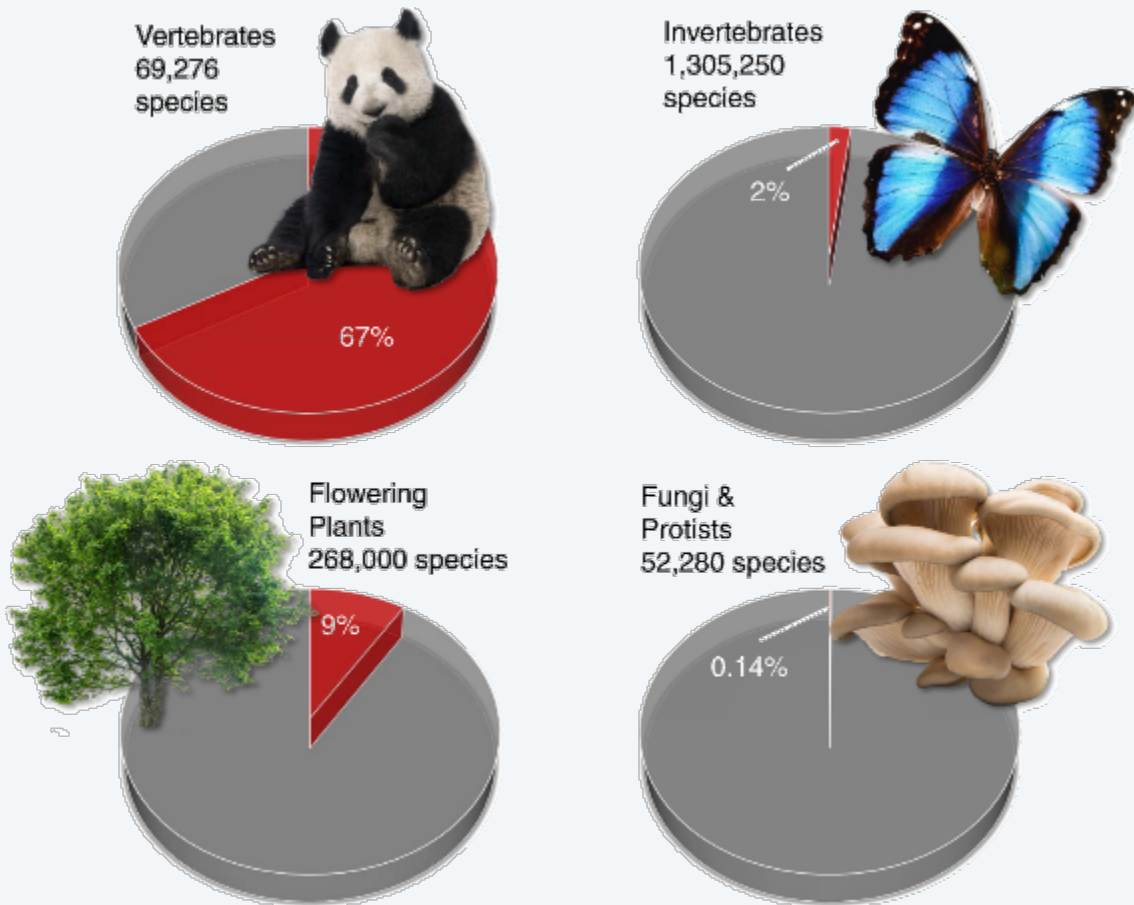 Vertebrates
69,276
species
67%
Invertebrates
1,305,250
species
2%
Flowering
Plants
268,000 species
9%
Fungi &
Protists
52,280 species
0.14%